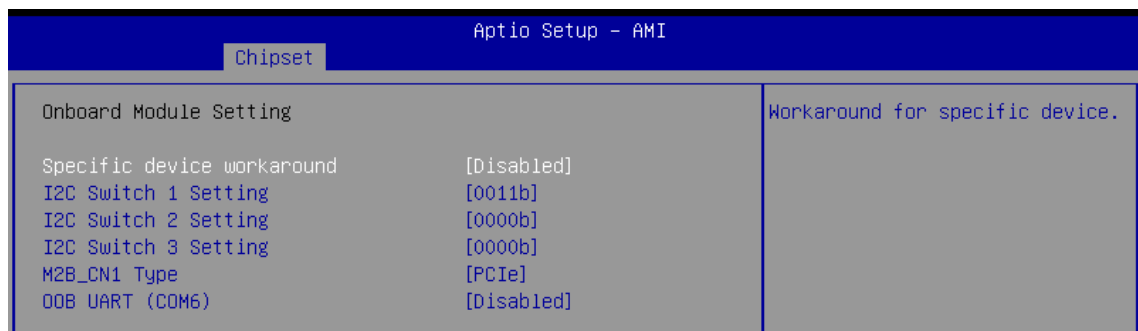 Aptio Setup – AMI
Chipset
Onboard Module Setting
Workaround for specific device.
Specific device workaround [Disabled]
I2C Switch 1 Setting [0011b]
I2C Switch 2 Setting [0000b]
I2C Switch 3 Setting [0000b]
M2B_CN1 Type [PCIe]
OOB UART (COM6) [Disabled]